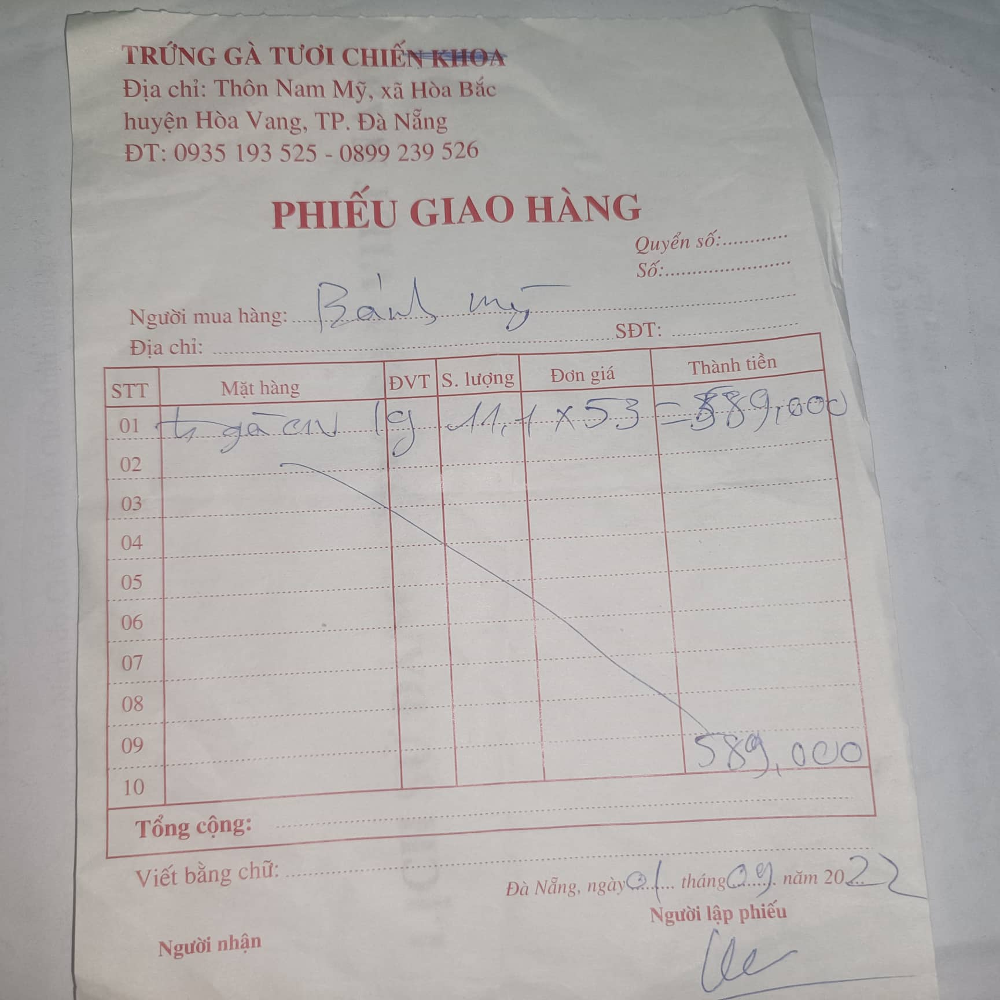 TRỨNG GÀ TƯƠI CHIẾN KHOA
Địa chỉ: Thôn Nam Mỹ, xã Hòa Bắc
huyện Hòa Vang, TP. Đà Nẵng
ĐT: 0935 193 525 - 0899 239 526
PHIẾU GIAO HÀNG
Quyển số:............
Số:........................
Người mua hàng: Bánh mỳ
Địa chỉ: SĐT:
STT Mặt hàng ĐVT S. lượng Đơn giá Thành tiền
01 gà 11,1 x 53 = 589,000
02
03
04
05
06
07
08
09
589,000
10
Tổng cộng:
Viết bằng chữ:
Đà Nẵng, ngày 01 tháng 09 năm 2022
Người lập phiếu
Người nhận